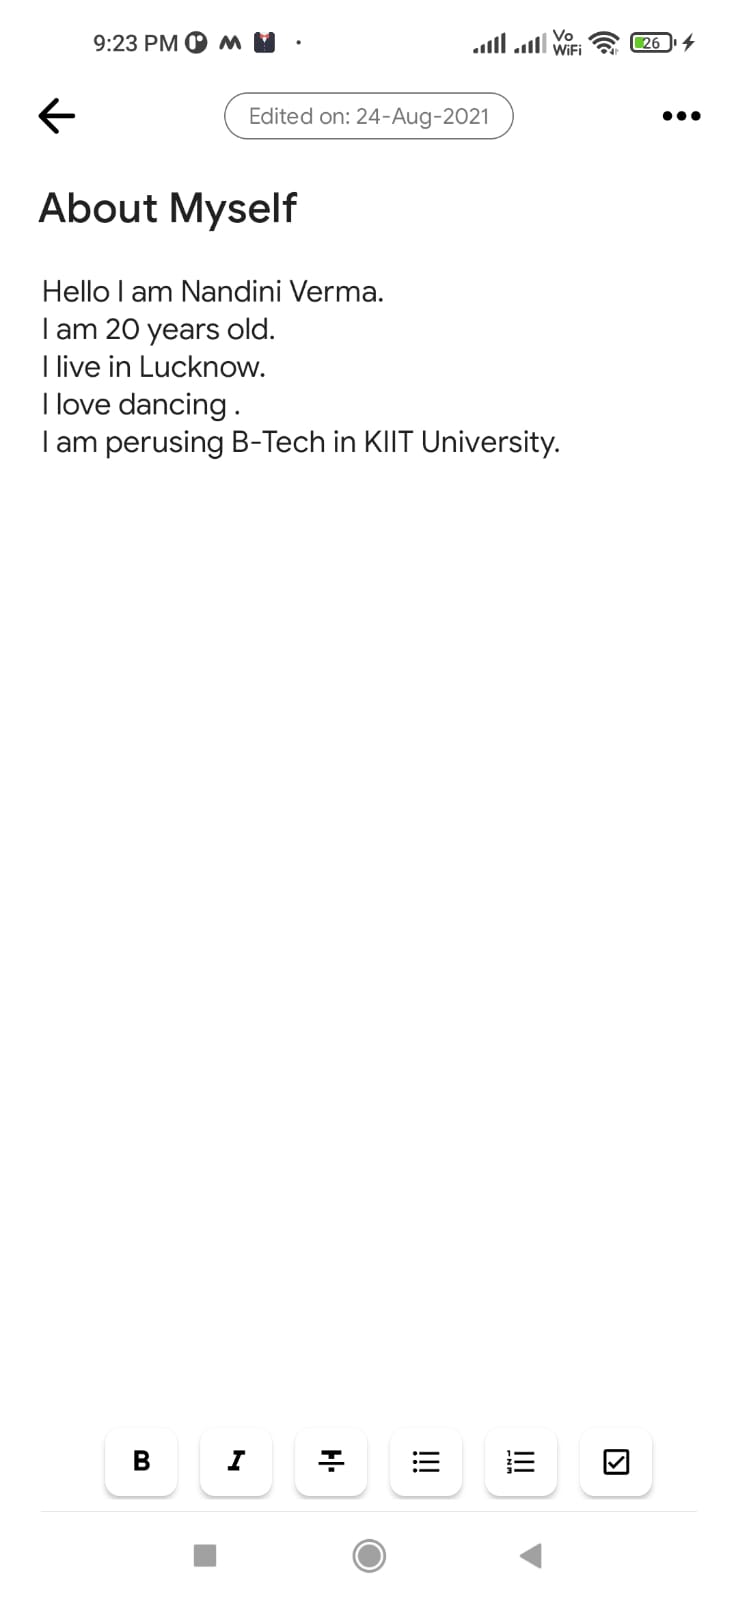 9:23 PM
Vo
WiFi
26
Edited on: 24-Aug-2021
About Myself
Hello I am Nandini Verma.
I am 20 years old.
I live in Lucknow.
I love dancing .
I am perusing B-Tech in KIIT University.
B I T